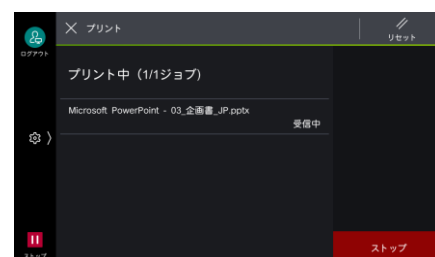 プリント
リセット
ログアウト
プリント中（1/1ジョブ）
Microsoft PowerPoint - 03_企画書_JP.pptx
受信中
ストップ
ストップ